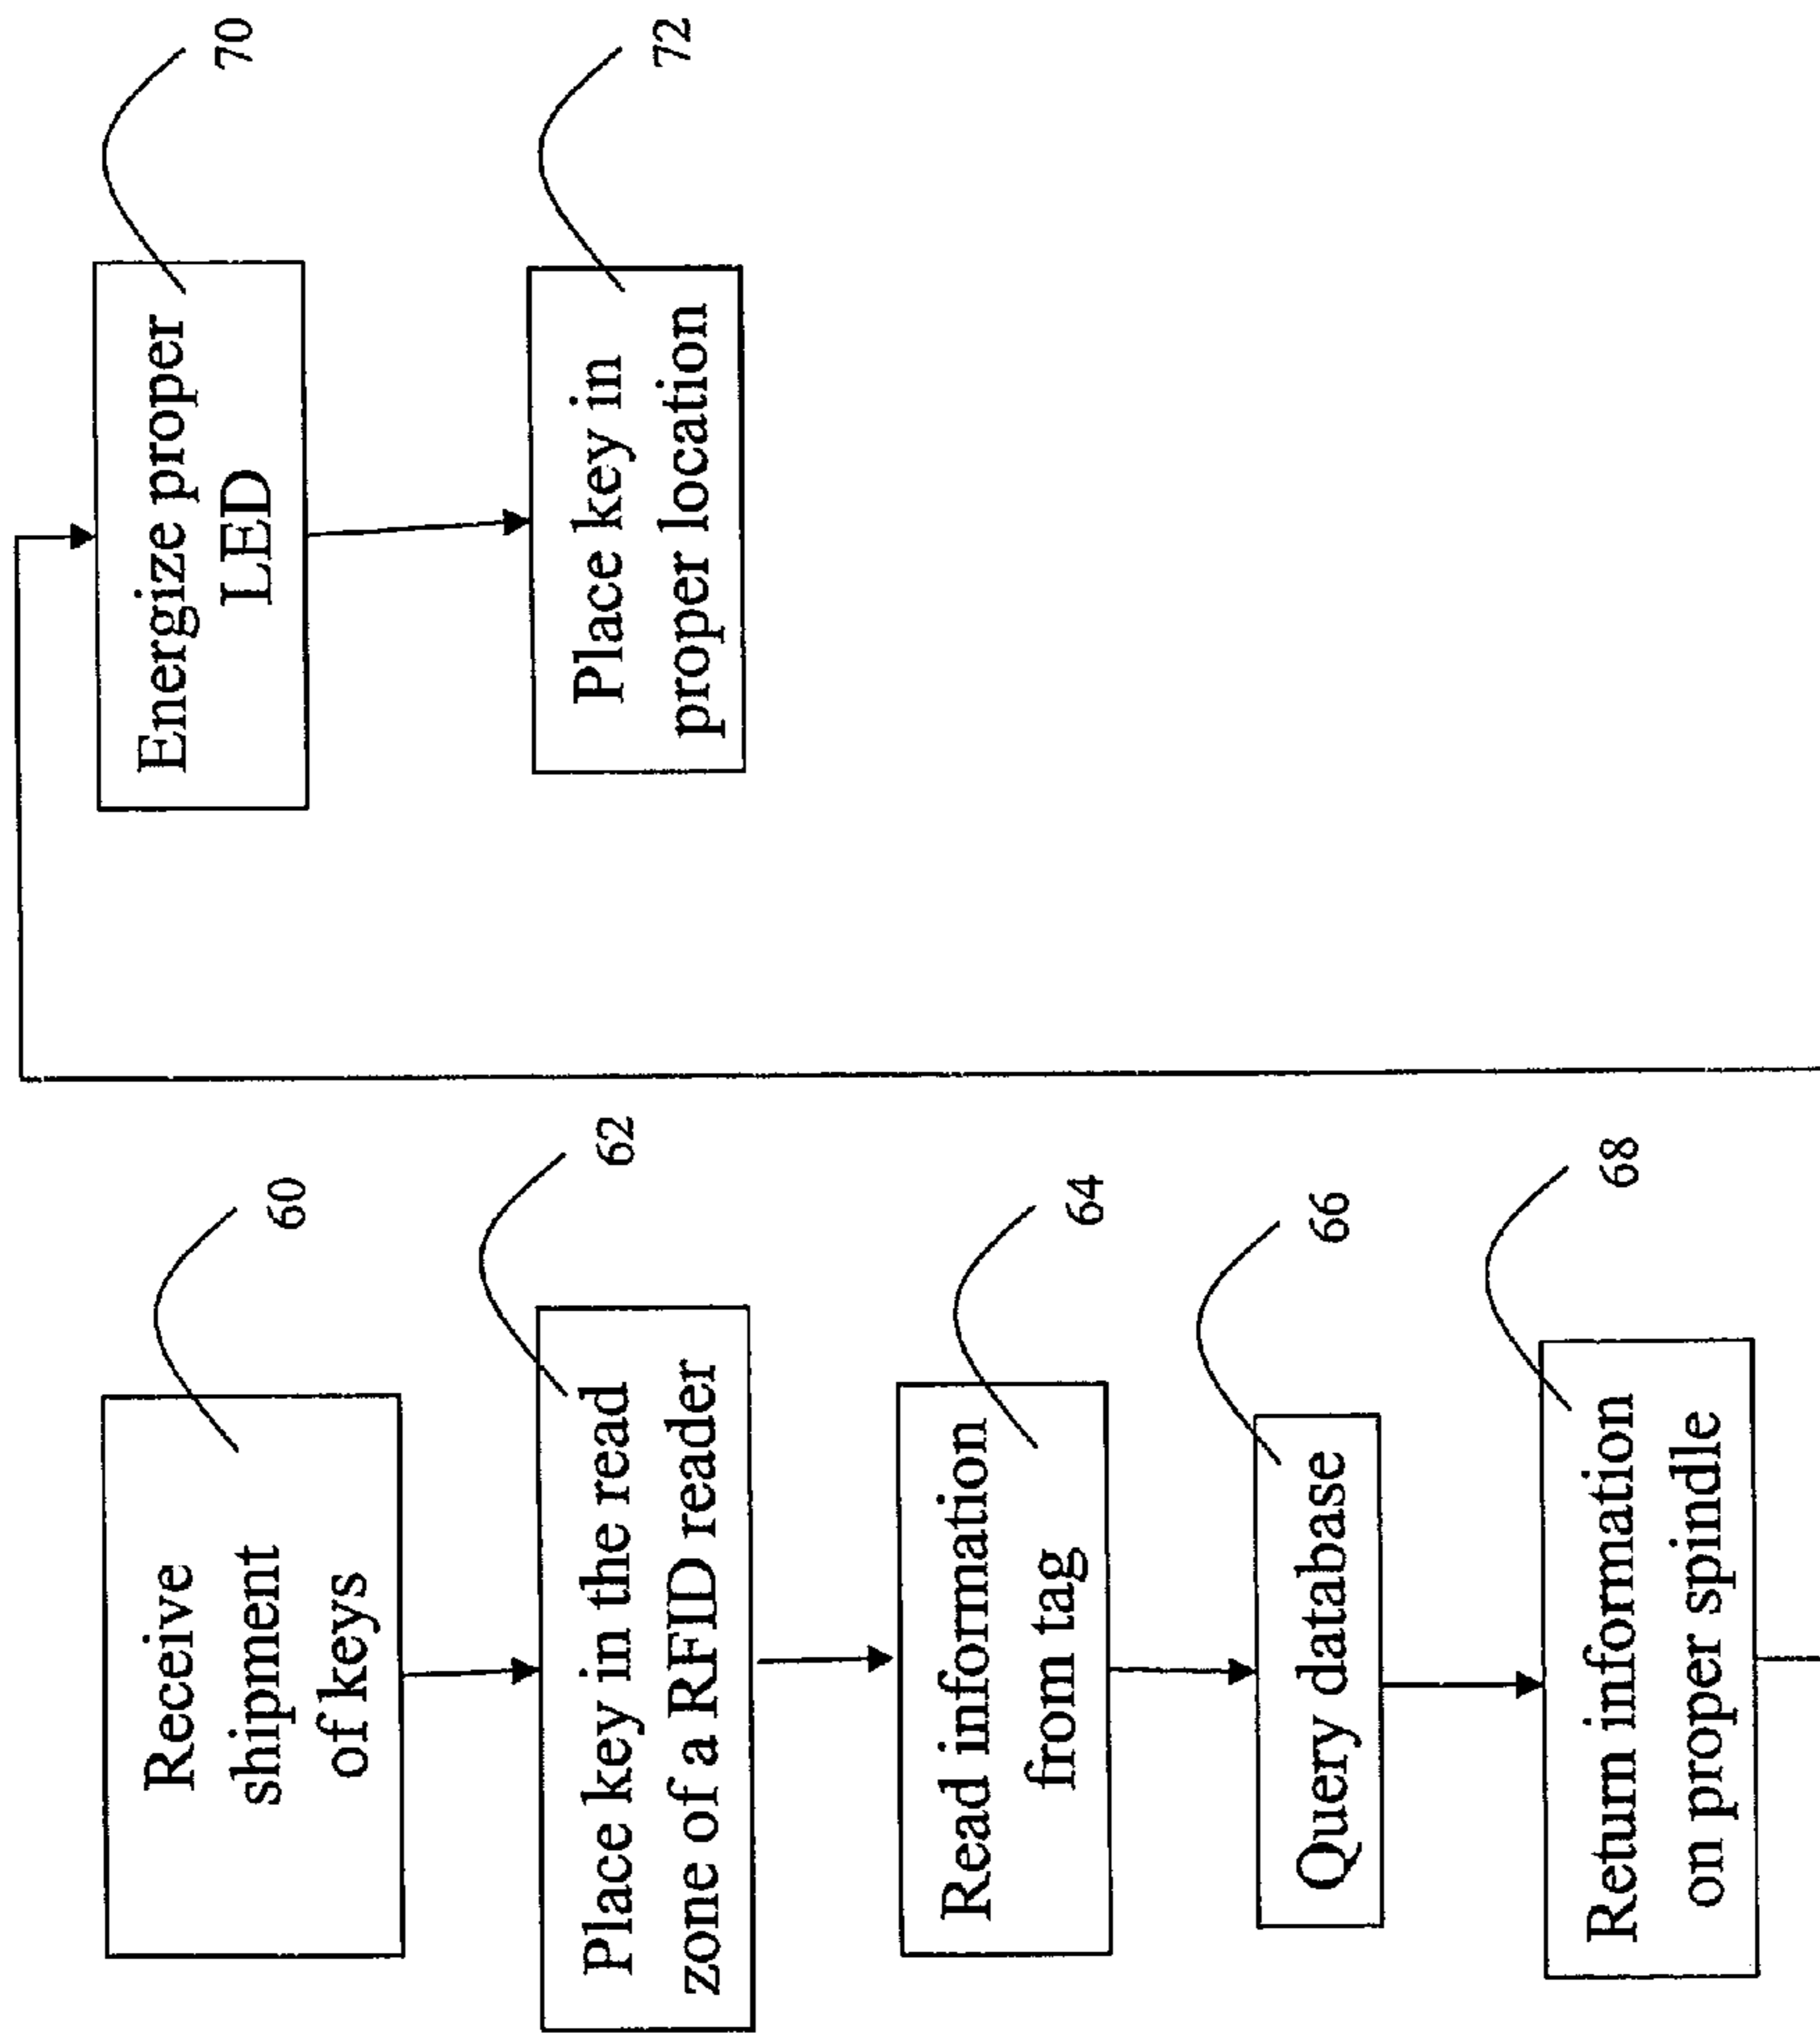 Receive
shipment
of keys
60
Place key in the read
zone of a RFID reader
62
Read information
from tag
64
Query database
66
Return information
on proper spindle
68
Energize proper
LED
70
Place key in
proper location
72